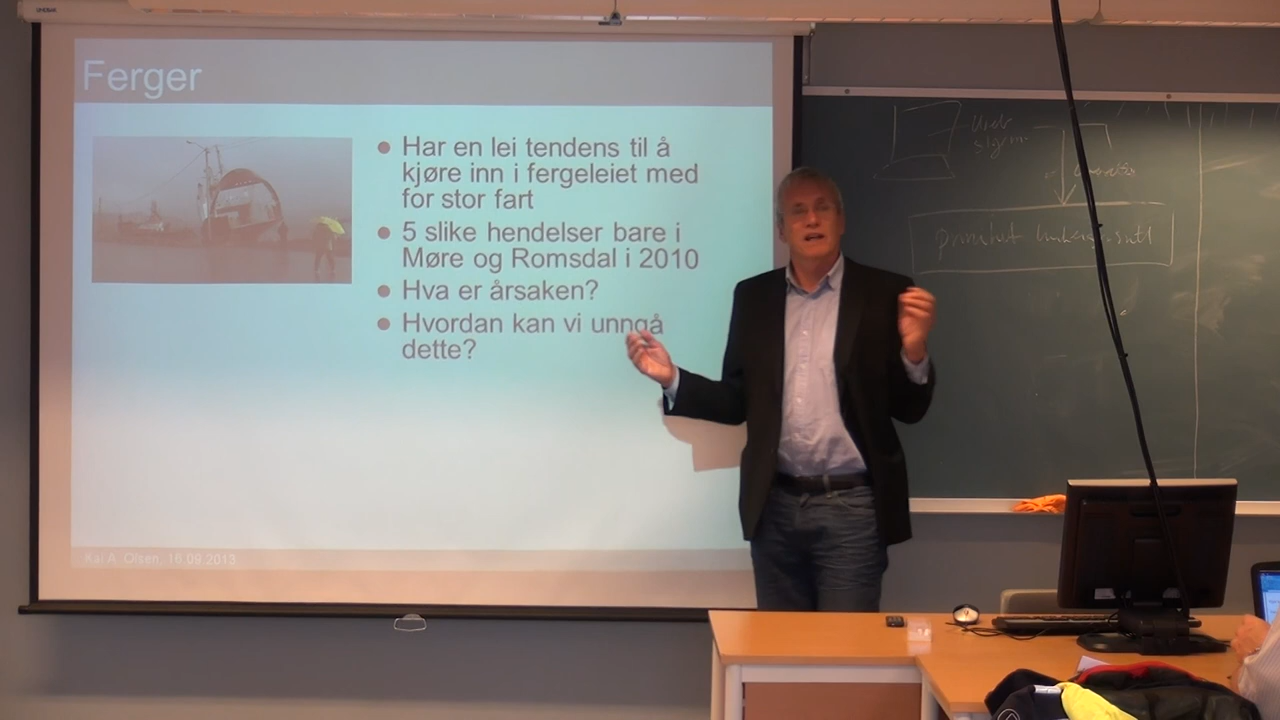 Ferger
Har en lei tendens til å
kjøre inn i fergeleiet med
for stor fart
5 slike hendelser bare i
Møre og Romsdal i 2010
Hva er årsaken?
Hvordan kan vi unngå
dette?
Kai A. Olsen, 16.09.2013